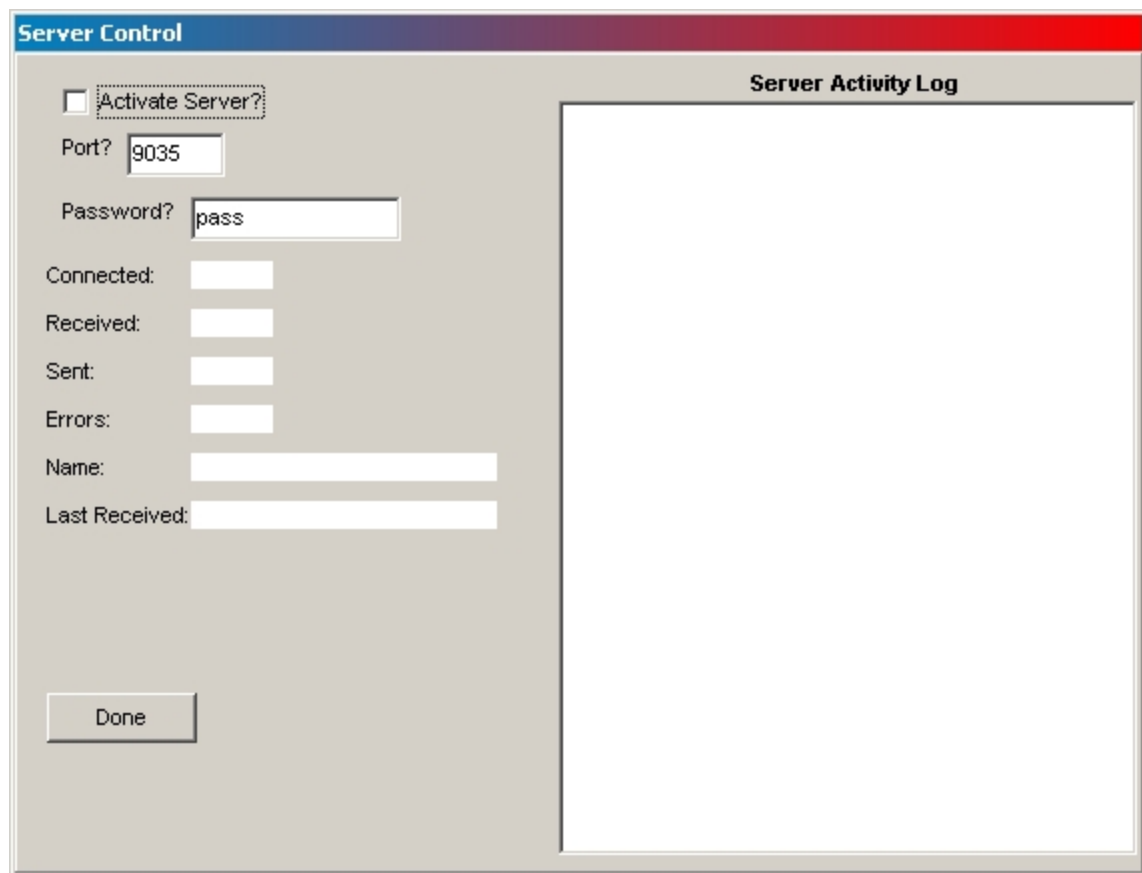 Server Control
Activate Server?
Port? 9035
Password? pass
Connected:
Received:
Sent:
Errors:
Name:
Last Received:
Done
Server Activity Log